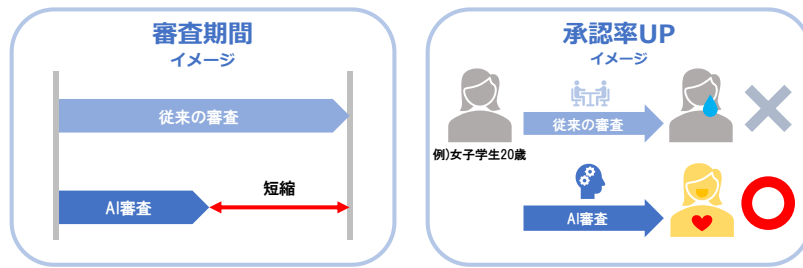 審査期間
イメージ
従来の審査
AI審査
短縮
承認率UP
イメージ
従来の審査
例)女子学生20歳
AI審査